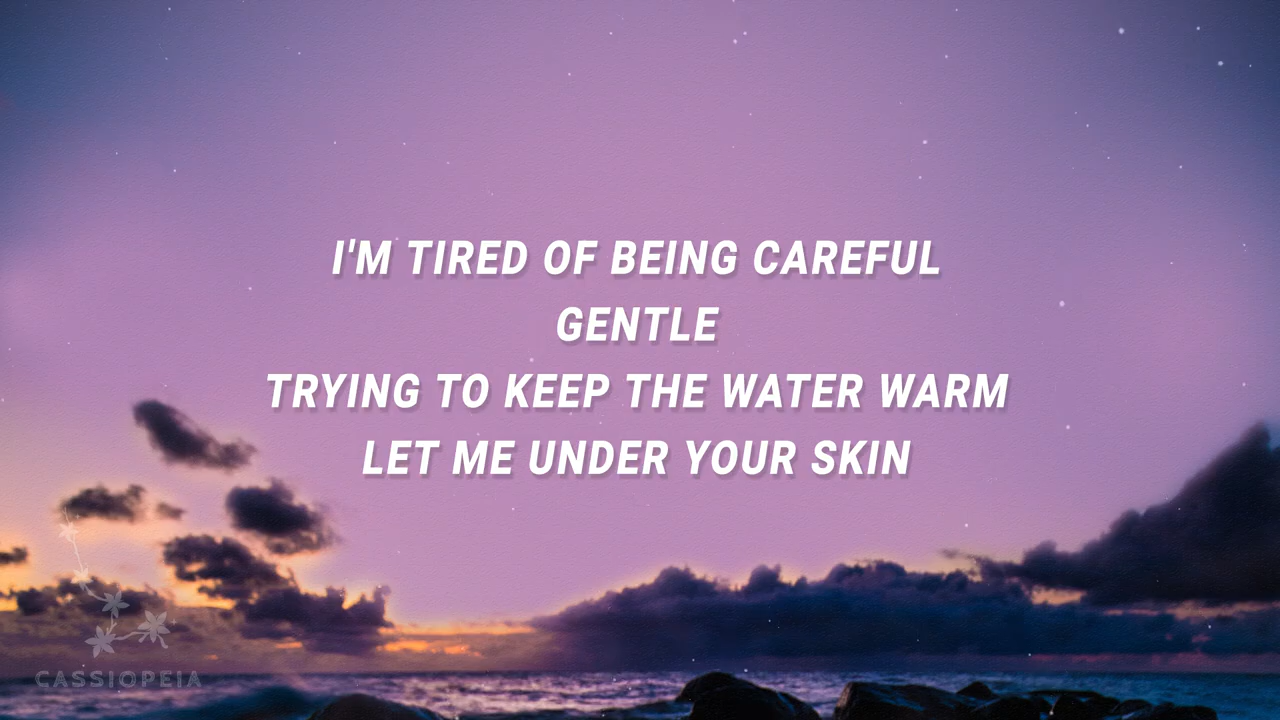 I'M TIRED OF BEING CAREFUL
GENTLE
TRYING TO KEEP THE WATER WARM
LET ME UNDER YOUR SKIN
CASSIOPEIA